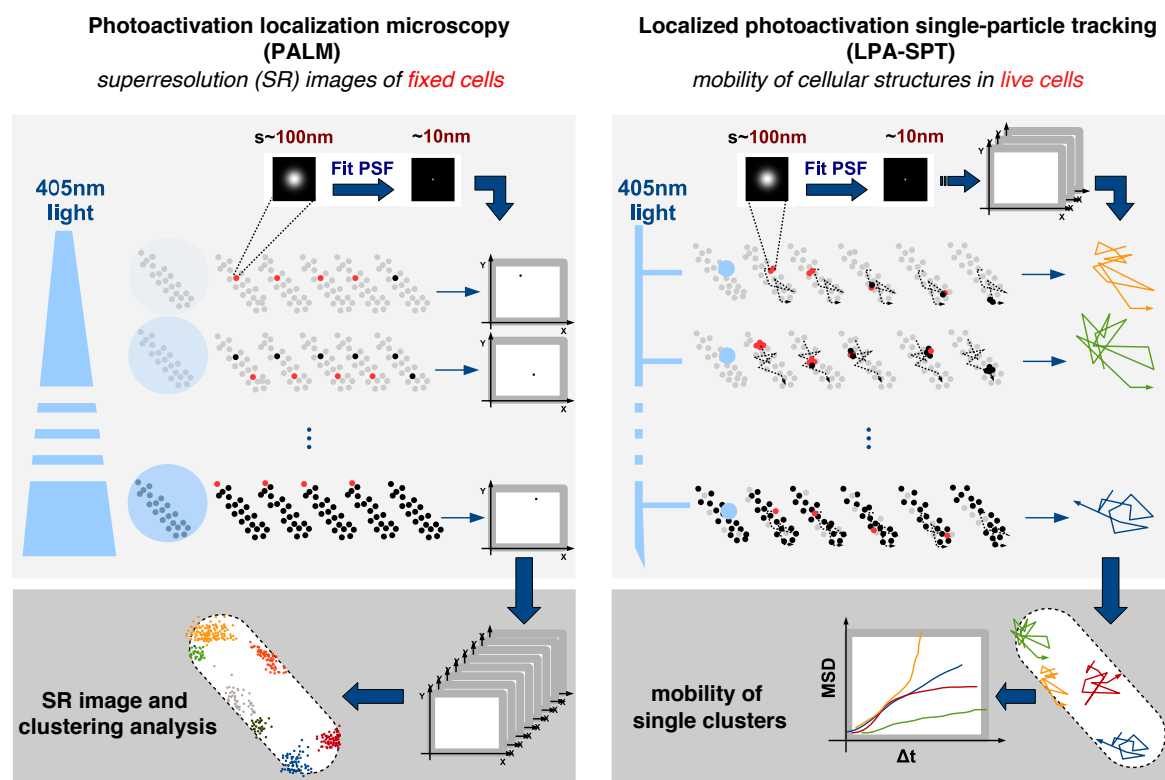 Photoactivation localization microscopy
(PALM)
superresolution (SR) images of fixed cells
s~100nm
~10nm
Fit PSF
405nm
light
Y
X
Y
X
Y
X
SR image and
clustering analysis
Y
X
Localized photoactivation single-particle tracking
(LPA-SPT)
mobility of cellular structures in live cells
s~100nm
~10nm
Fit PSF
Y
X
405nm
light
mobility of
single clusters
MSD
Δt